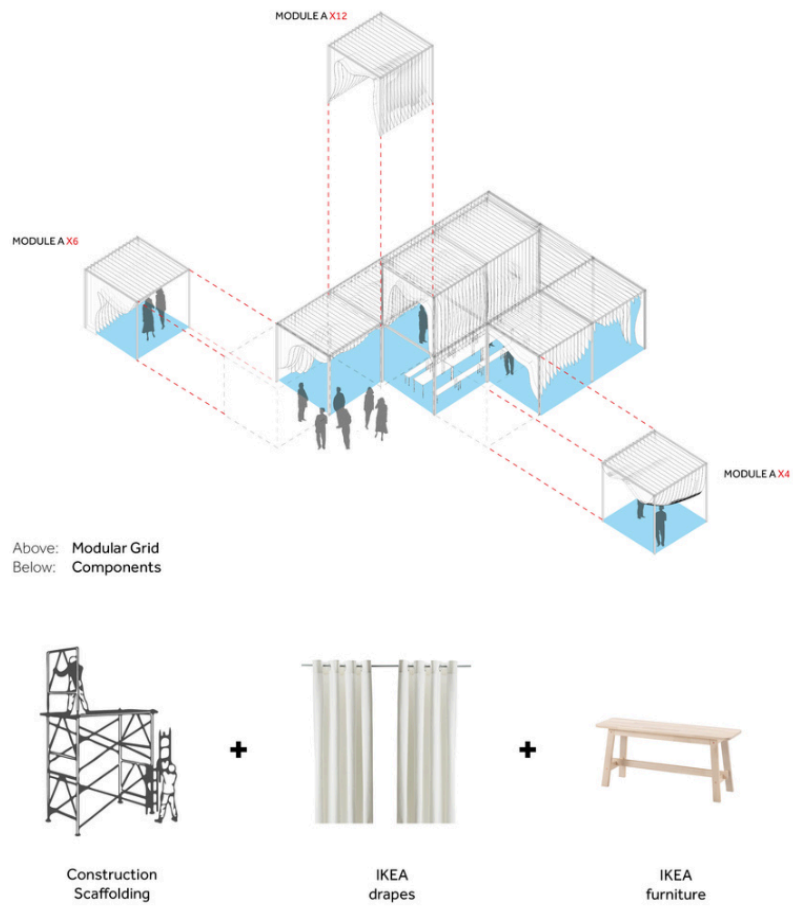 MODULE A X12
MODULE A X6
MODULE A X4
Above: Modular Grid
Below: Components
Construction
Scaffolding
IKEA
drapes
IKEA
furniture